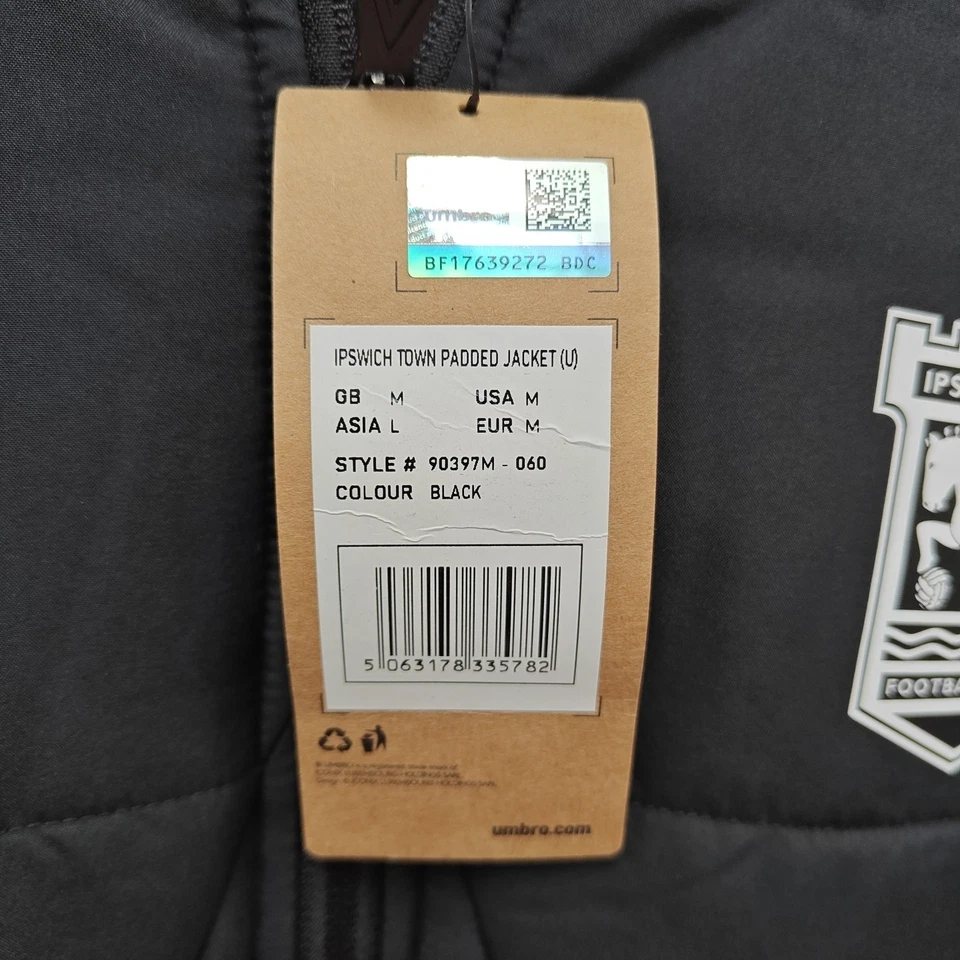 umbro
BF17639272 BDC
IPSWICH TOWN PADDED JACKET (U)
GB M USA M
ASIA L EUR M
STYLE # 90397M - 060
COLOUR BLACK
5 063178 335782
umbro.com
IPS
FOOTBA